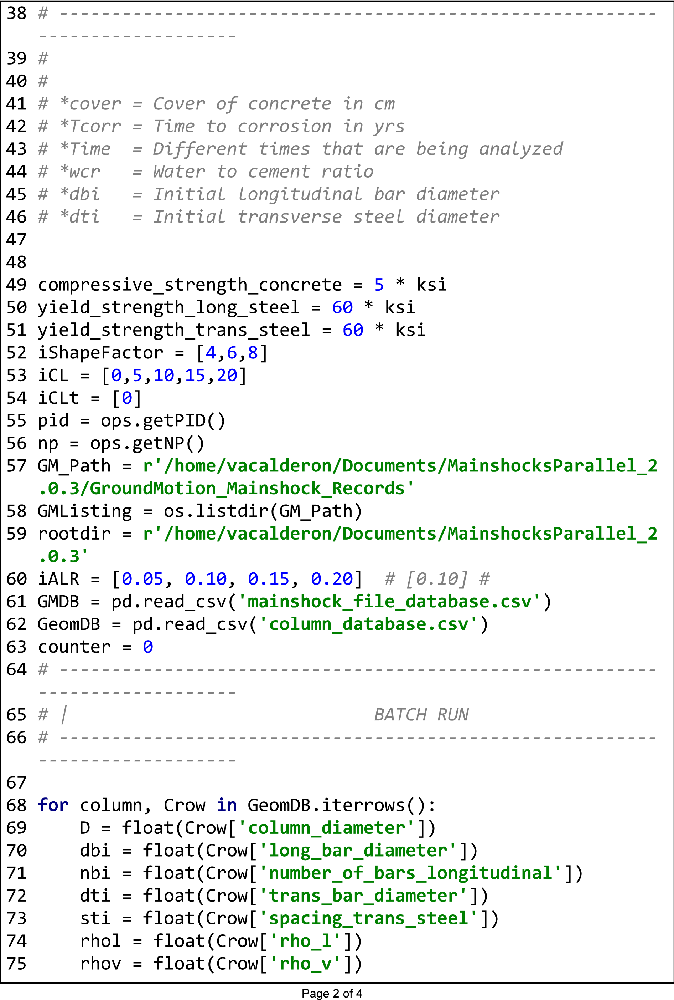 38 # ---------------------------------------------------------
-------------------
39 #
40 #
41 # *cover = Cover of concrete in cm
42 # *Tcorr = Time to corrosion in yrs
43 # *Time  = Different times that are being analyzed
44 # *wcr   = Water to cement ratio
45 # *dbi   = Initial longitudinal bar diameter
46 # *dti   = Initial transverse steel diameter
47
48
49 compressive_strength_concrete = 5 * ksi
50 yield_strength_long_steel = 60 * ksi
51 yield_strength_trans_steel = 60 * ksi
52 iShapeFactor = [4,6,8]
53 iCL = [0,5,10,15,20]
54 iCLt = [0]
55 pid = ops.getPID()
56 np = ops.getNP()
57 GM_Path = r'/home/vacalderon/Documents/MainshocksParallel_2
.0.3/GroundMotion_Mainshock_Records'
58 GMListing = os.listdir(GM_Path)
59 rootdir = r'/home/vacalderon/Documents/MainshocksParallel_2
.0.3'
60 iALR = [0.05, 0.10, 0.15, 0.20]  # [0.10] #
61 GMDB = pd.read_csv('mainshock_file_database.csv')
62 GeomDB = pd.read_csv('column_database.csv')
63 counter = 0
64 # ---------------------------------------------------------
-------------------
65 # |                             BATCH RUN
66 # ---------------------------------------------------------
-------------------
67
68 for column, Crow in GeomDB.iterrows():
69     D = float(Crow['column_diameter'])
70     dbi = float(Crow['long_bar_diameter'])
71     nbi = float(Crow['number_of_bars_longitudinal'])
72     dti = float(Crow['trans_bar_diameter'])
73     sti = float(Crow['spacing_trans_steel'])
74     rhol = float(Crow['rho_l'])
75     rhov = float(Crow['rho_v'])
Page 2 of 4